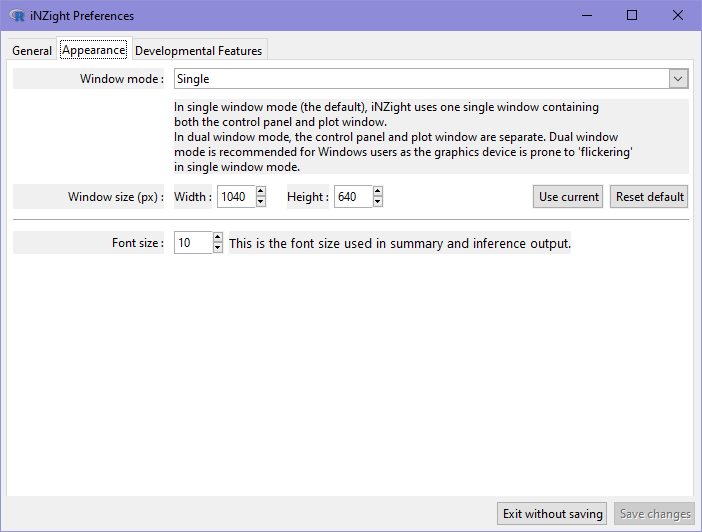 iNZight Preferences
General Appearance Developmental Features
Window mode : Single
In single window mode (the default), iNZight uses one single window containing
both the control panel and plot window.
In dual window mode, the control panel and plot window are separate. Dual window
mode is recommended for Windows users as the graphics device is prone to 'flickering'
in single window mode.
Window size (px) : Width : 1040 Height : 640 Use current Reset default
Font size : 10 This is the font size used in summary and inference output.
Exit without saving Save changes